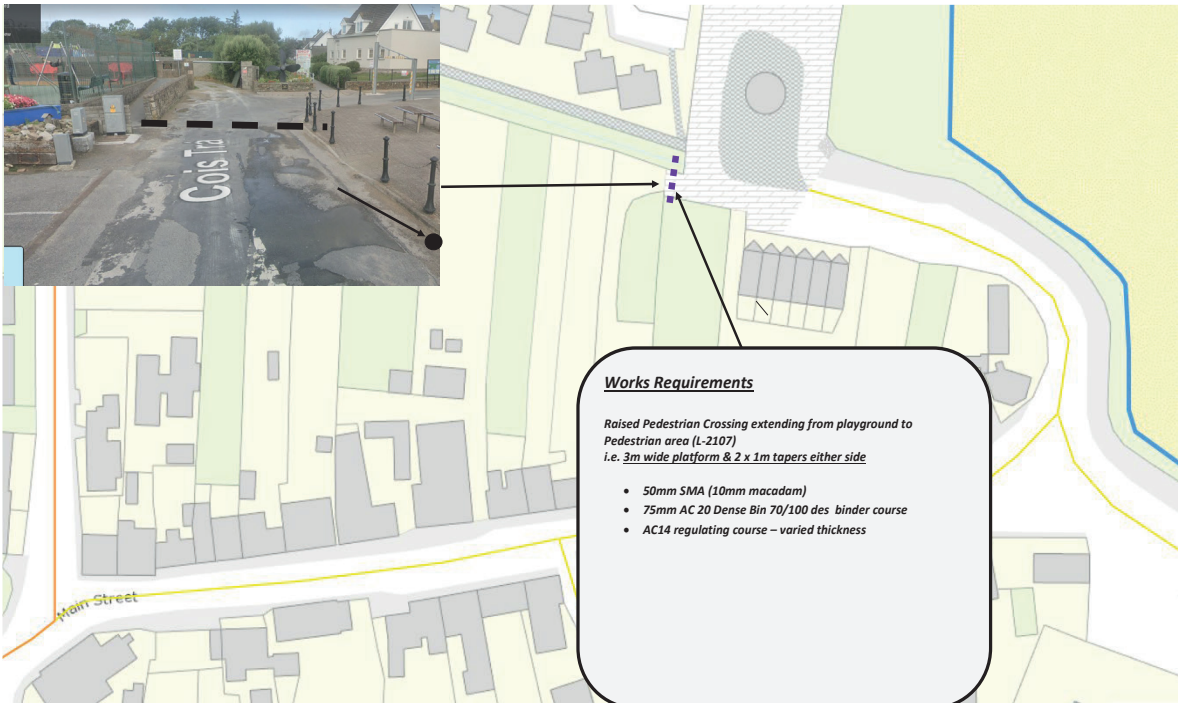 Cois Tra
Works Requirements
Raised Pedestrian Crossing extending from playground to
Pedestrian area (L-2107)
i.e. 3m wide platform & 2 x 1m tapers either side
• 50mm SMA (10mm macadam)
• 75mm AC 20 Dense Bin 70/100 des binder course
• AC14 regulating course – varied thickness
Main Street